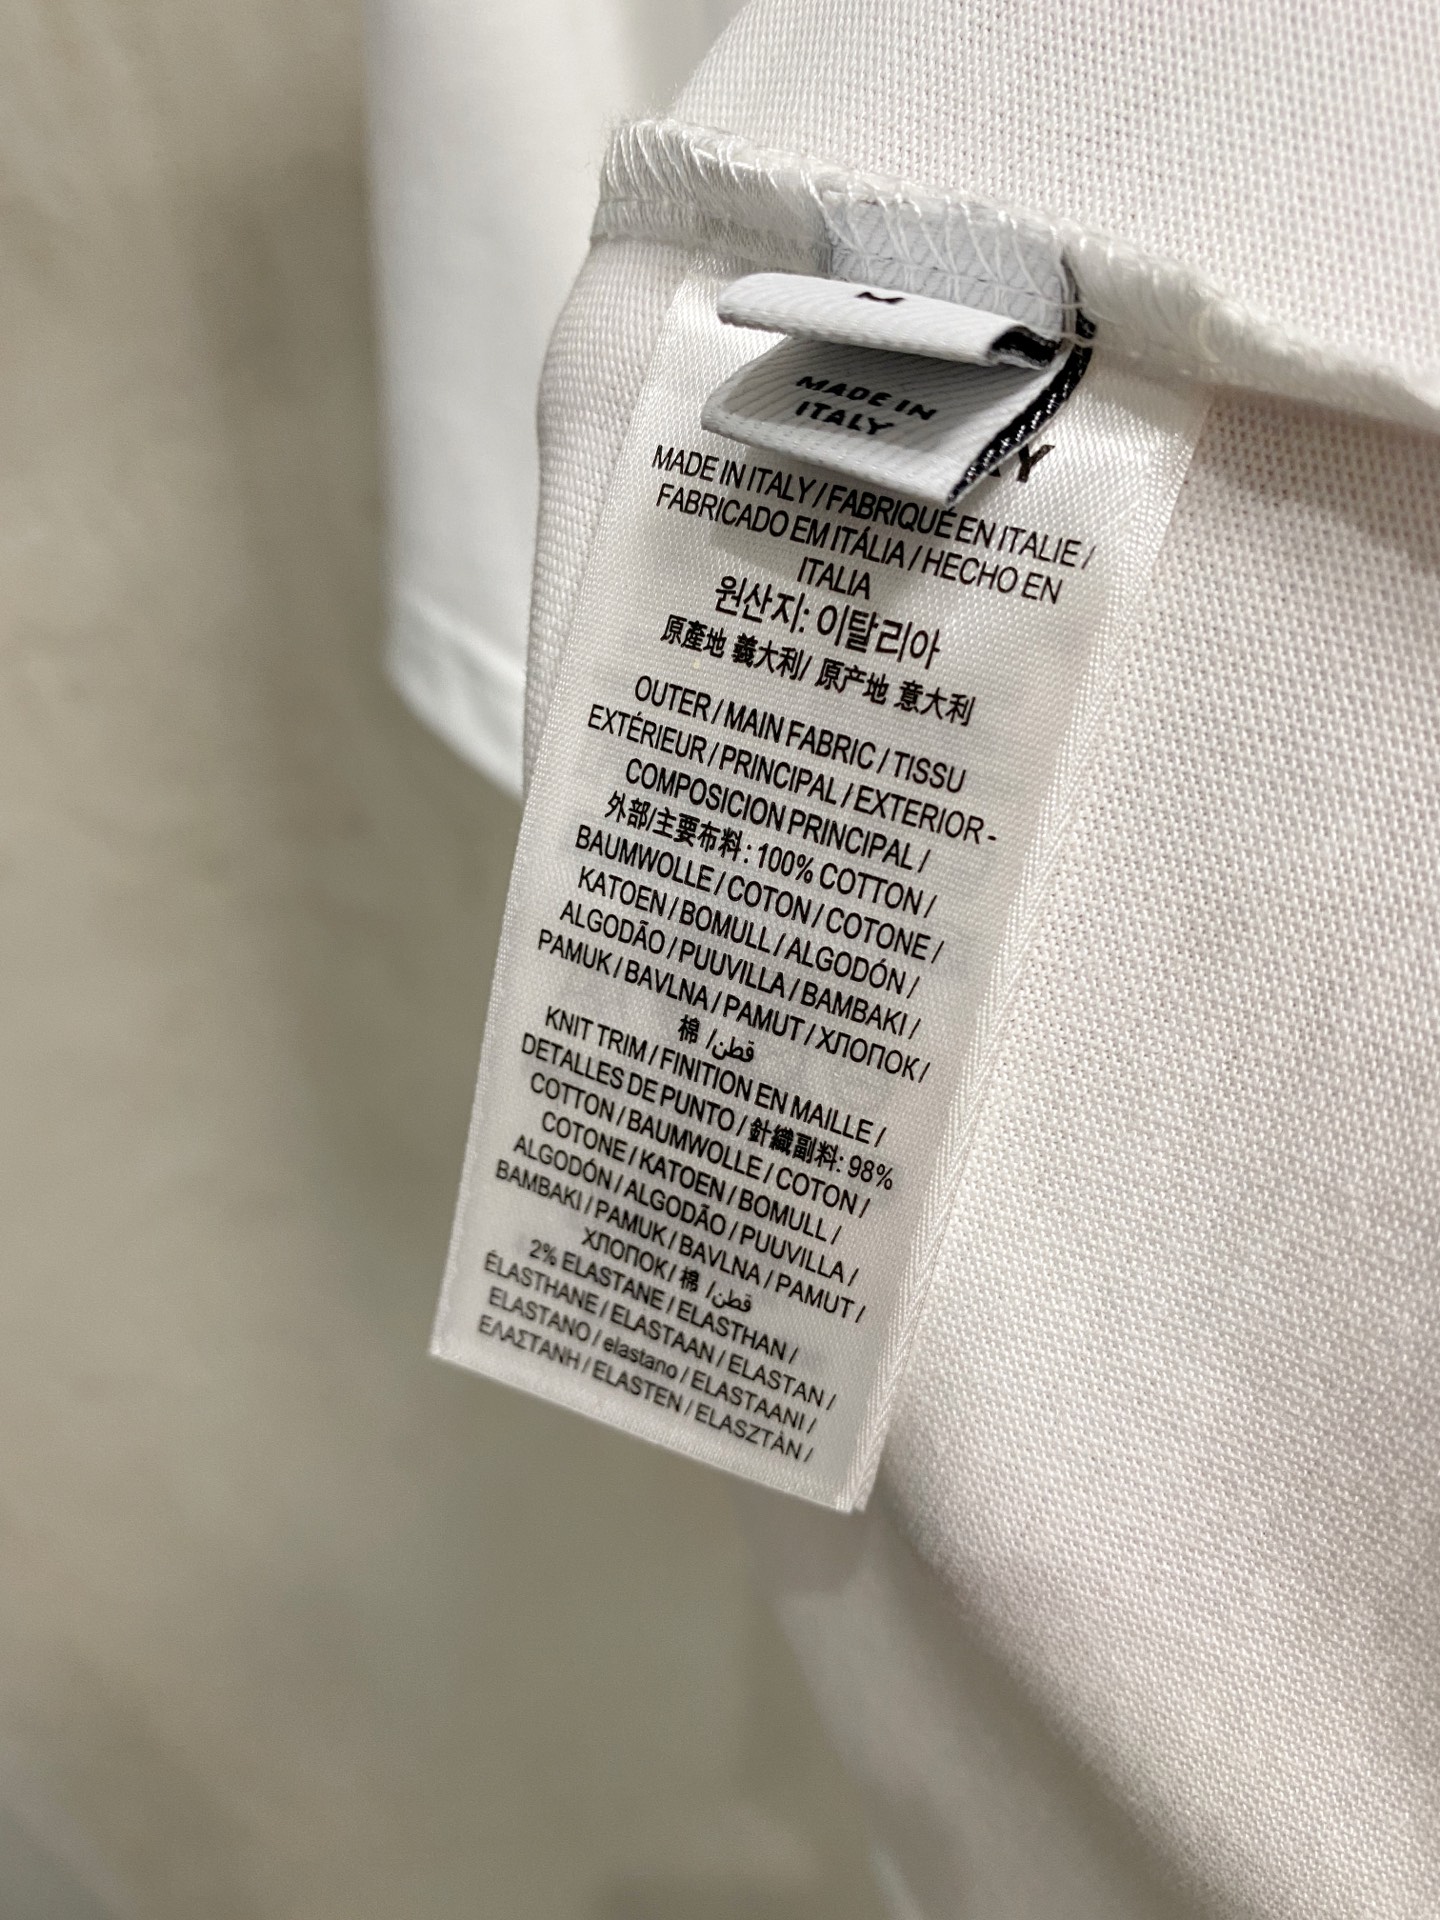 M
MADE IN
ITALY
Y
MADE IN ITALY / FABRIQUÉ EN ITALIE /
FABRICADO EM ITÁLIA / HECHO EN
ITALIA
원산지: 이탈리아
原產地 義大利/ 原产地 意大利
OUTER / MAIN FABRIC / TISSU
EXTÉRIEUR / PRINCIPAL / EXTERIOR -
COMPOSICION PRINCIPAL /
外部/主要布料 : 100% COTTON /
BAUMWOLLE / COTON / COTONE /
KATOEN / BOMULL / ALGODÓN /
ALGODÃO / PUUVILLA / BAMBAKI /
PAMUK / BAVLNA / PAMUT / ХЛОПОК /
棉 /قطن
KNIT TRIM / FINITION EN MAILLE /
DETALLES DE PUNTO / 針織副料: 98%
COTTON / BAUMWOLLE / COTON /
COTONE / KATOEN / BOMULL /
ALGODÓN / ALGODÃO / PUUVILLA /
BAMBAKI / PAMUK / BAVLNA / PAMUT /
ХЛОПОК / 棉 /قطن
2% ELASTANE / ELASTHAN /
ÉLASTHANE / ELASTAAN / ELASTAN /
ELASTANO / elastano / ELASTAANI /
ΕΛΑΣΤΑΝΗ / ELASTEN / ELASZTÀN /